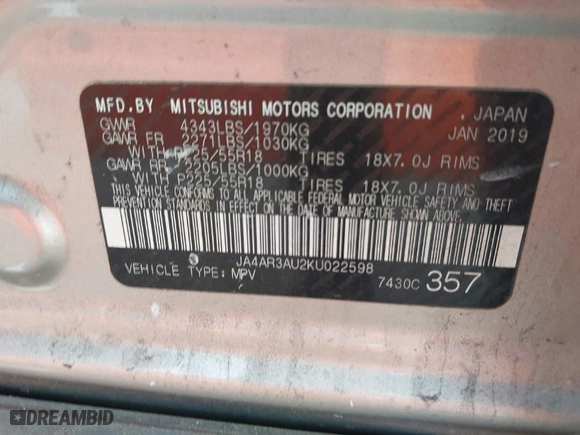 MFD.BY MITSUBISHI MOTORS CORPORATION . JAPAN
GVWR 4343LBS/1970KG JAN 2019
GAWR FR 2271LBS/1030KG
WITH P225/55R18 TIRES 18X7.0J RIMS
GAWR RR 2205LBS/1000KG
WITH P225/55R18 TIRES 18X7.0J RIMS
THIS VEHICLE CONFORMS TO ALL APPLICABLE FEDERAL MOTOR VEHICLE SAFETY AND THEFT
PREVENTION STANDARDS IN EFFECT ON THE DATE OF MANUFACTURE SHOWN ABOVE.
JA4AR3AU2KU022598
VEHICLE TYPE: MPV 7430C 357
DREAMBID